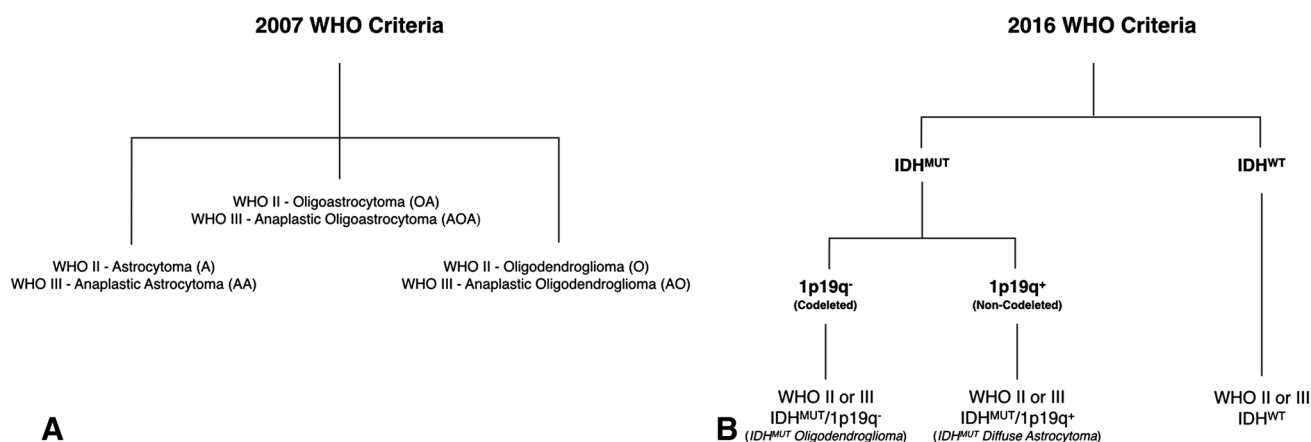 2007 WHO Criteria
WHO II - Oligoastrocytoma (OA)
WHO III - Anaplastic Oligoastrocytoma (AOA)
WHO II - Astrocytoma (A)
WHO III - Anaplastic Astrocytoma (AA)
WHO II - Oligodendroglioma (O)
WHO III - Anaplastic Oligodendroglioma (AO)
A
2016 WHO Criteria
IDHᴹᵁᵀ
IDHᵂᵀ
1p19q⁻
(Codeleted)
1p19q⁺
(Non-Codeleted)
WHO II or III
IDHᴹᵁᵀ/1p19q⁻
(IDHᴹᵁᵀ Oligodendroglioma)
WHO II or III
IDHᴹᵁᵀ/1p19q⁺
(IDHᴹᵁᵀ Diffuse Astrocytoma)
WHO II or III
IDHᵂᵀ
B